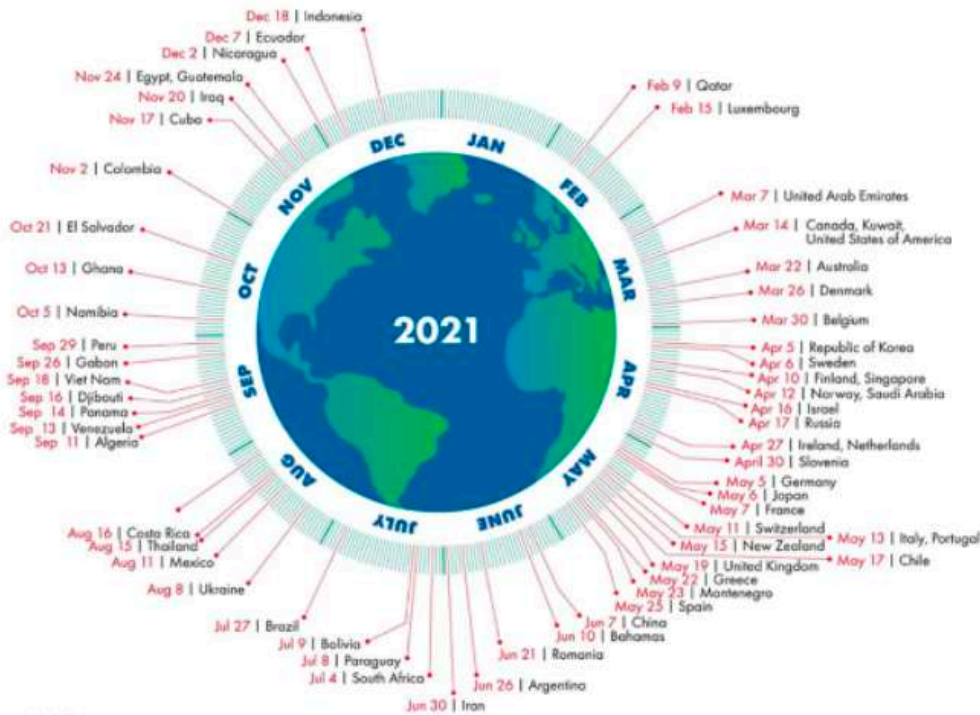 Dec 18 | Indonesia
Dec 7 | Ecuador
Dec 2 | Nicaragua
Nov 24 | Egypt, Guatemala
Nov 20 | Iraq
Nov 17 | Cuba
Nov 2 | Colombia
Oct 21 | El Salvador
Oct 13 | Ghana
Oct 5 | Namibia
Sep 29 | Peru
Sep 26 | Gabon
Sep 18 | Viet Nam
Sep 16 | Djibouti
Sep 14 | Panama
Sep 13 | Venezuela
Sep 11 | Algeria
Aug 16 | Costa Rica
Aug 15 | Thailand
Aug 11 | Mexico
Aug 8 | Ukraine
Jul 27 | Brazil
Jul 9 | Bolivia
Jul 8 | Paraguay
Jul 4 | South Africa
Jun 30 | Iran
JAN
FEB
MAR
APR
MAY
JUNE
JULY
AUG
SEP
OCT
NOV
DEC
2021
Feb 9 | Qatar
Feb 15 | Luxembourg
Mar 7 | United Arab Emirates
Mar 14 | Canada, Kuwait,
United States of America
Mar 22 | Australia
Mar 26 | Denmark
Mar 30 | Belgium
Apr 5 | Republic of Korea
Apr 6 | Sweden
Apr 10 | Finland, Singapore
Apr 12 | Norway, Saudi Arabia
Apr 16 | Israel
Apr 17 | Russia
Apr 27 | Ireland, Netherlands
April 30 | Slovenia
May 5 | Germany
May 6 | Japan
May 7 | France
May 11 | Switzerland
May 13 | Italy, Portugal
May 15 | New Zealand
May 17 | Chile
May 19 | United Kingdom
May 22 | Greece
May 23 | Montenegro
May 25 | Spain
Jun 7 | China
Jun 10 | Bahamas
Jun 21 | Romania
Jun 26 | Argentina